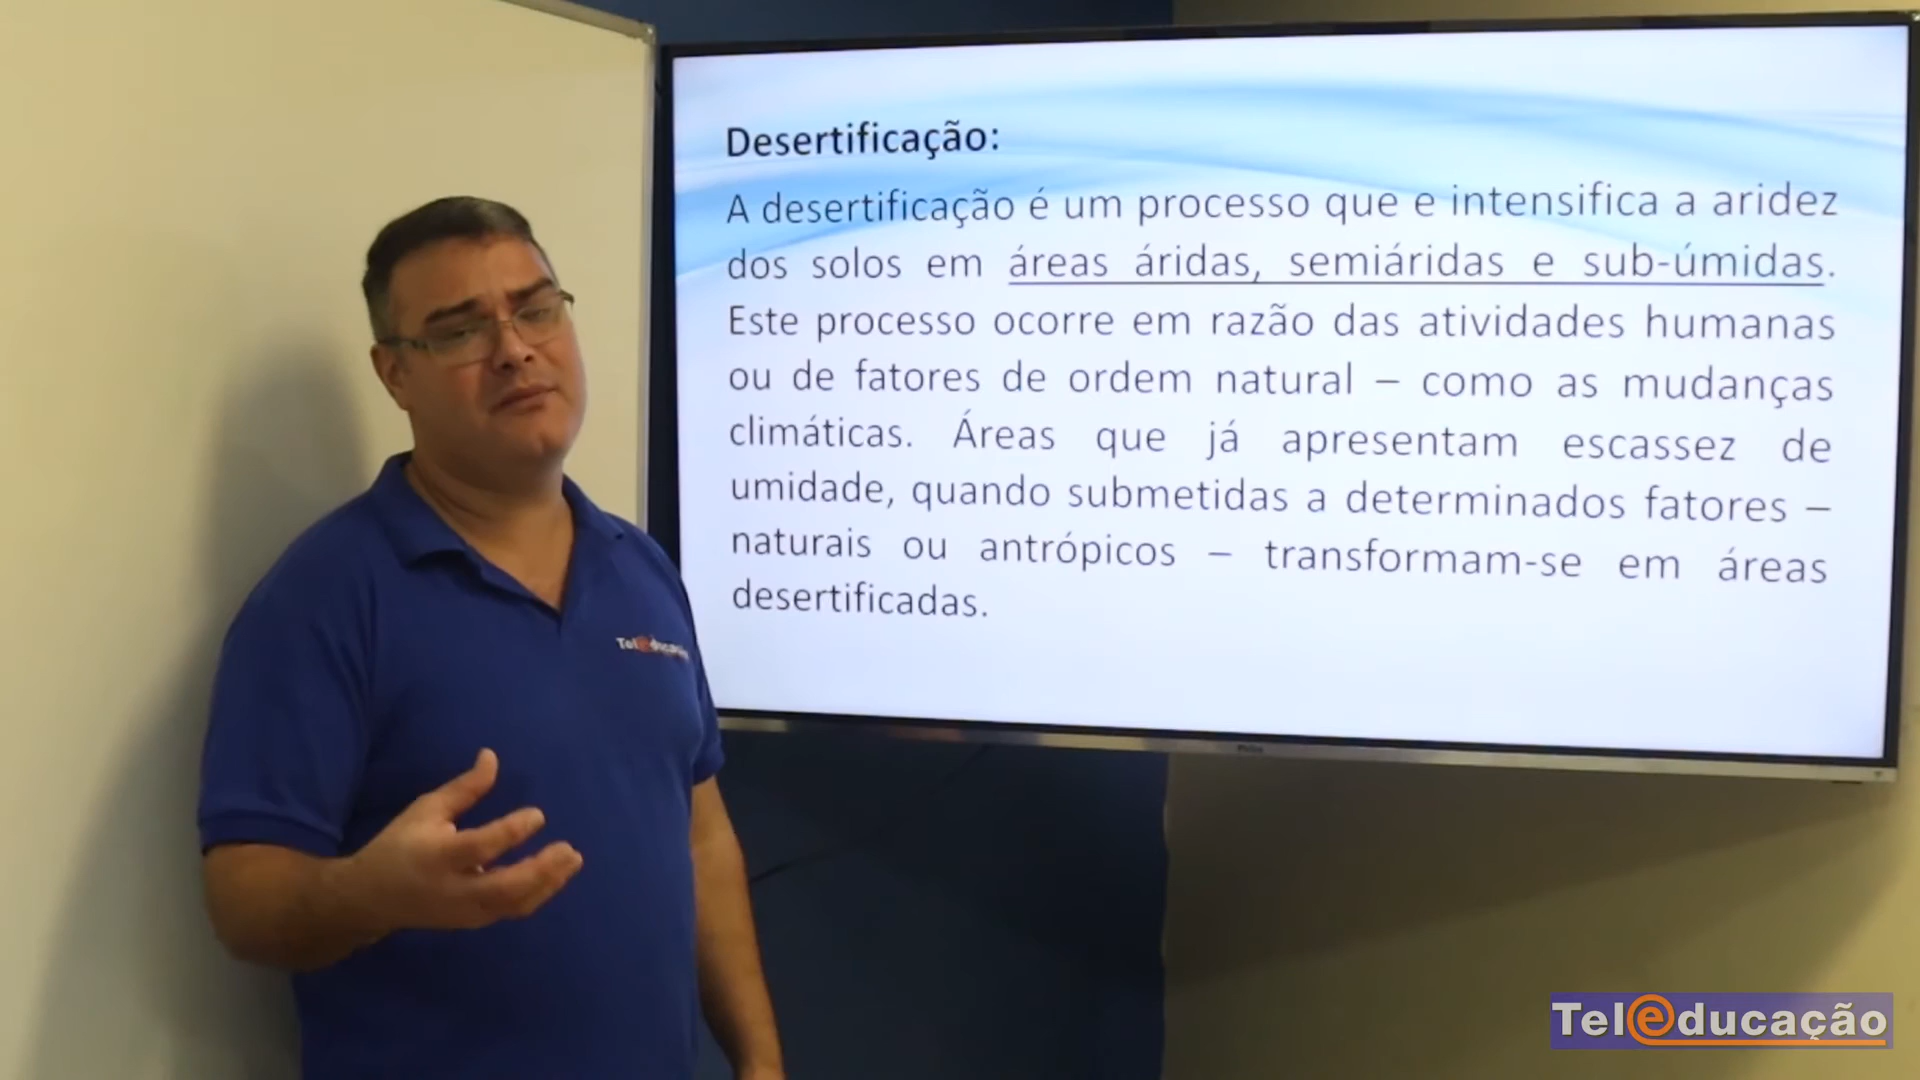 Desertificação:
A desertificação é um processo que e intensifica a aridez
dos solos em áreas áridas, semiáridas e sub-úmidas.
Este processo ocorre em razão das atividades humanas
ou de fatores de ordem natural – como as mudanças
climáticas. Áreas que já apresentam escassez de
umidade, quando submetidas a determinados fatores –
naturais ou antrópicos – transformam-se em áreas
desertificadas.
Teleducação
Philco
Teleducação